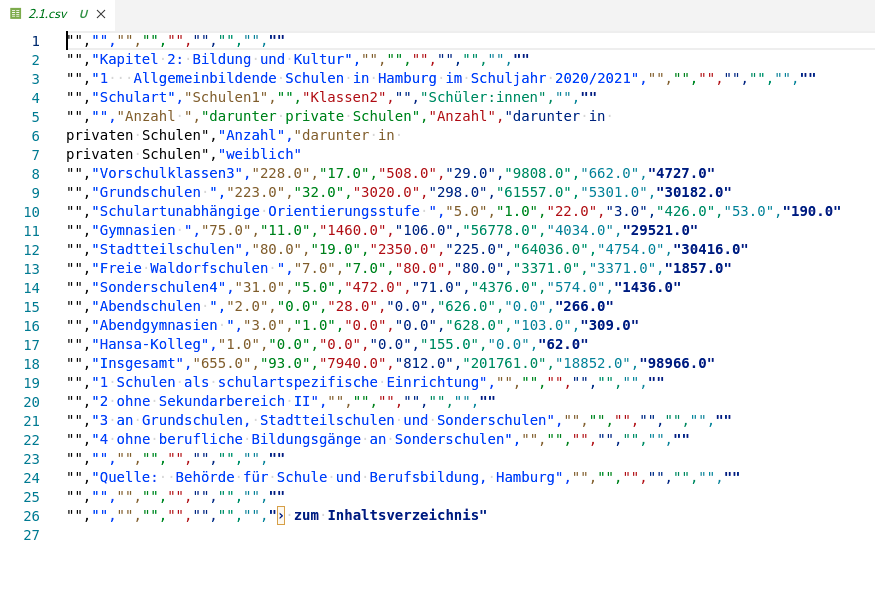 2.1.csv U
1 "","","","","","","","",""
2 "","Kapitel 2: Bildung und Kultur","","","","","","",""
3 "","1   Allgemeinbildende Schulen in Hamburg im Schuljahr 2020/2021","","","","","","",""
4 "","Schulart","Schulen1","","Klassen2","","Schüler:innen","",""
5 "","","Anzahl ","darunter private Schulen","Anzahl","darunter in 
6 privaten Schulen","Anzahl","darunter in 
7 privaten Schulen","weiblich"
8 "","Vorschulklassen3","228.0","17.0","508.0","29.0","9808.0","662.0","4727.0"
9 "","Grundschulen ","223.0","32.0","3020.0","298.0","61557.0","5301.0","30182.0"
10 "","Schulartunabhängige Orientierungsstufe ","5.0","1.0","22.0","3.0","426.0","53.0","190.0"
11 "","Gymnasien ","75.0","11.0","1460.0","106.0","56778.0","4034.0","29521.0"
12 "","Stadtteilschulen","80.0","19.0","2350.0","225.0","64036.0","4754.0","30416.0"
13 "","Freie Waldorfschulen ","7.0","7.0","80.0","80.0","3371.0","3371.0","1857.0"
14 "","Sonderschulen4","31.0","5.0","472.0","71.0","4376.0","574.0","1436.0"
15 "","Abendschulen ","2.0","0.0","28.0","0.0","626.0","0.0","266.0"
16 "","Abendgymnasien ","3.0","1.0","0.0","0.0","628.0","103.0","309.0"
17 "","Hansa-Kolleg","1.0","0.0","0.0","0.0","155.0","0.0","62.0"
18 "","Insgesamt","655.0","93.0","7940.0","812.0","201761.0","18852.0","98966.0"
19 "","1 Schulen als schulartspezifische Einrichtung","","","","","","",""
20 "","2 ohne Sekundarbereich II","","","","","","",""
21 "","3 an Grundschulen, Stadtteilschulen und Sonderschulen","","","","","","",""
22 "","4 ohne berufliche Bildungsgänge an Sonderschulen","","","","","","",""
23 "","","","","","","","",""
24 "","Quelle:  Behörde für Schule und Berufsbildung, Hamburg","","","","","","",""
25 "","","","","","","","",""
26 "","","","","","","","","› zum Inhaltsverzeichnis"
27